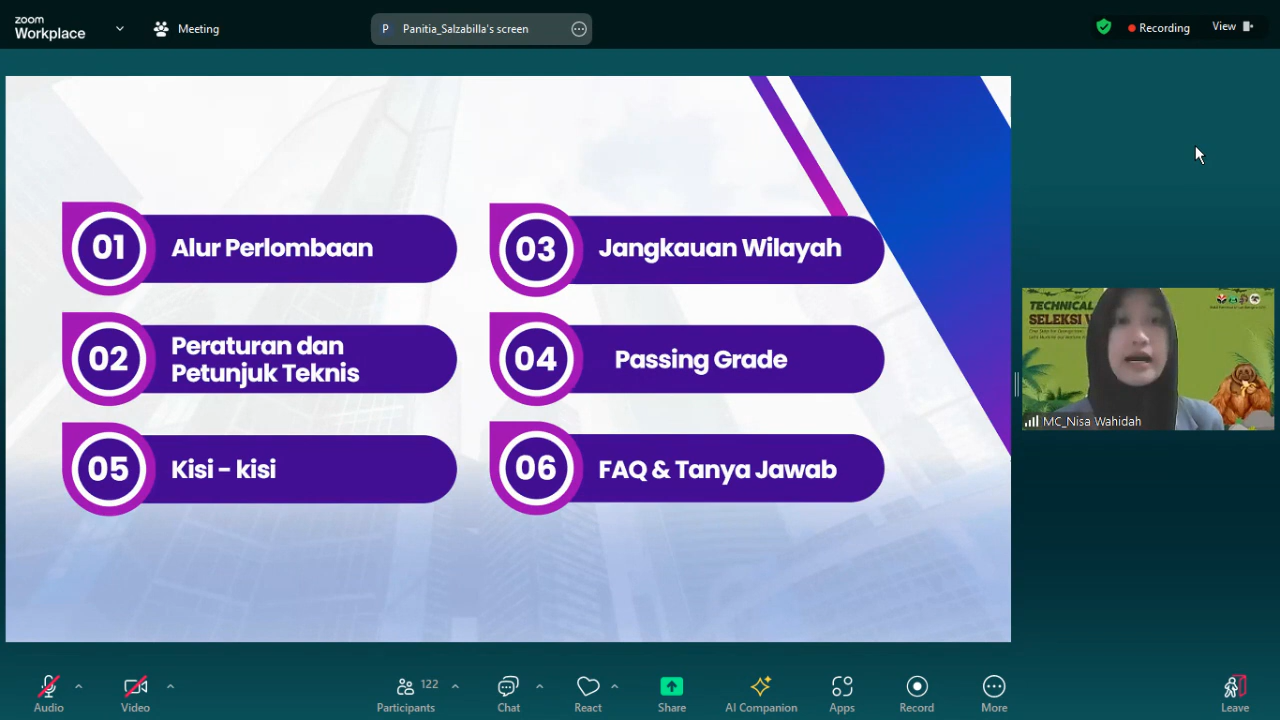 zoom
Workplace
Meeting
P
Panitia_Salzabilla's screen
Recording
View
01
Alur Perlombaan
02
Peraturan dan
Petunjuk Teknis
05
Kisi - kisi
03
Jangkauan Wilayah
04
Passing Grade
06
FAQ & Tanya Jawab
TECHNICAL
SELEKSI
MC_Nisa Wahidah
Audio
Video
122
Participants
Chat
React
Share
AI Companion
Apps
Record
More
Leave